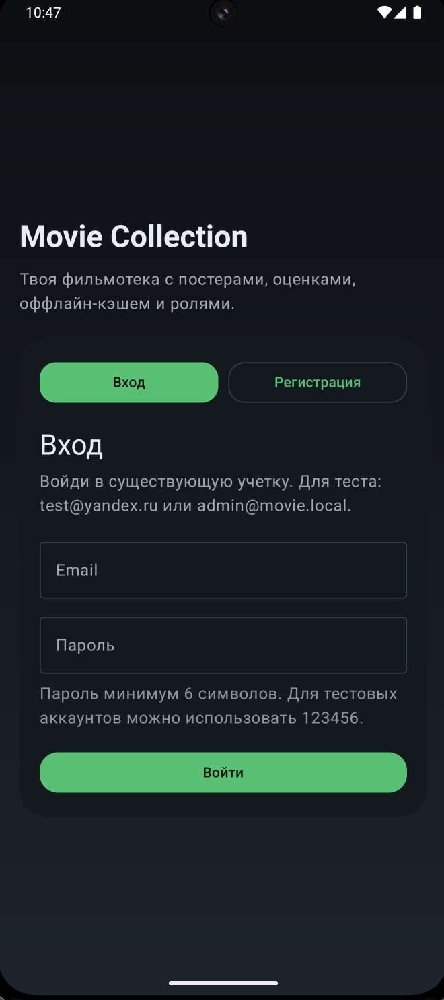 10:47
Movie Collection
Твоя фильмотека с постерами, оценками,
оффлайн-кэшем и ролями.
Вход
Регистрация
Вход
Войди в существующую учетку. Для теста:
test@yandex.ru или admin@movie.local.
Email
Пароль
Пароль минимум 6 символов. Для тестовых
аккаунтов можно использовать 123456.
Войти